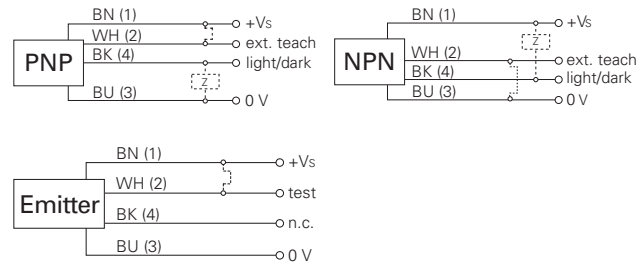 PNP
BN (1) +Vs
WH (2) ext. teach
BK (4) light/dark
Z
BU (3) 0 V
NPN
BN (1) +Vs
Z
WH (2) ext. teach
BK (4) light/dark
BU (3) 0 V
Emitter
BN (1) +Vs
WH (2) test
BK (4) n.c.
BU (3) 0 V